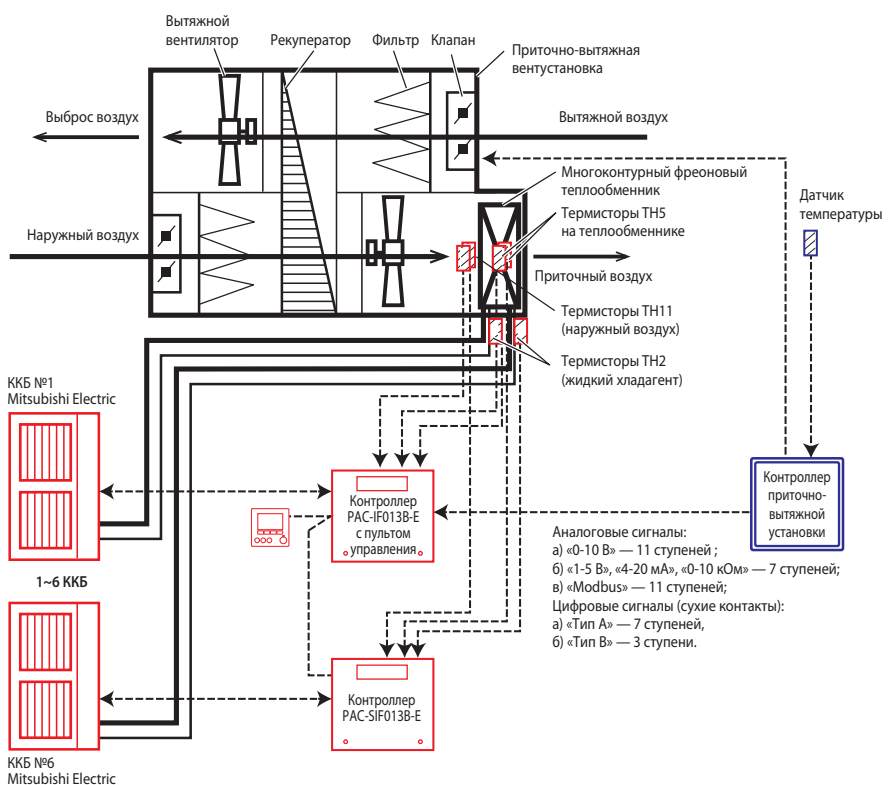 Вытяжной
вентилятор
Рекуператор
Фильтр
Клапан
Приточно-вытяжная
вентустановка
Выброс воздух
Вытяжной воздух
Многоконтурный фреоновый
теплообменник
Датчик
температуры
Термисторы TH5
на теплообменнике
Наружный воздух
Приточный воздух
Термисторы TH11
(наружный воздух)
Термисторы TH2
(жидкий хладагент)
ККБ №1
Mitsubishi Electric
Контроллер
PAC-IF013B-E
с пультом
управления
Контроллер
приточно-
вытяжной
установки
Аналоговые сигналы:
а) «0-10 В» — 11 ступеней ;
б) «1-5 В», «4-20 мА», «0-10 кОм» — 7 ступеней;
в) «Modbus» — 11 ступеней;
Цифровые сигналы (сухие контакты):
а) «Тип А» — 7 ступеней,
б) «Тип В» — 3 ступени.
1~6 ККБ
Контроллер
PAC-SIF013B-E
ККБ №6
Mitsubishi Electric